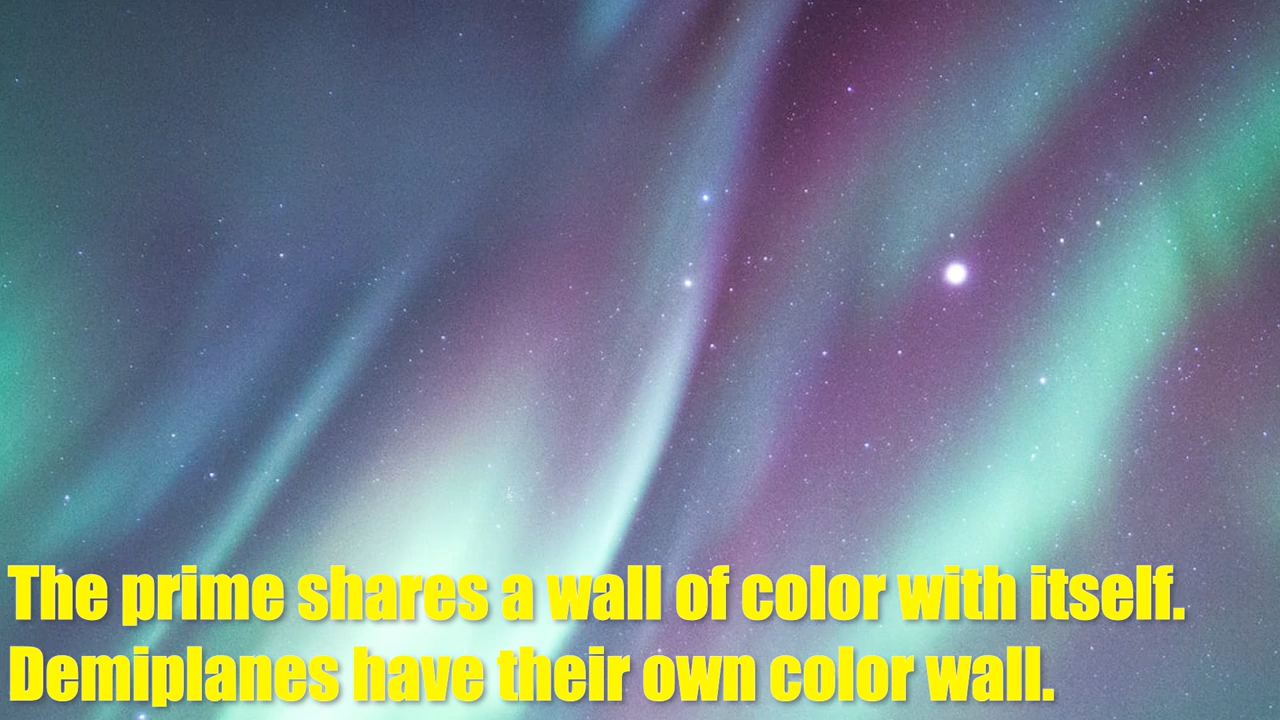 The prime shares a wall of color with itself.
Demiplanes have their own color wall.